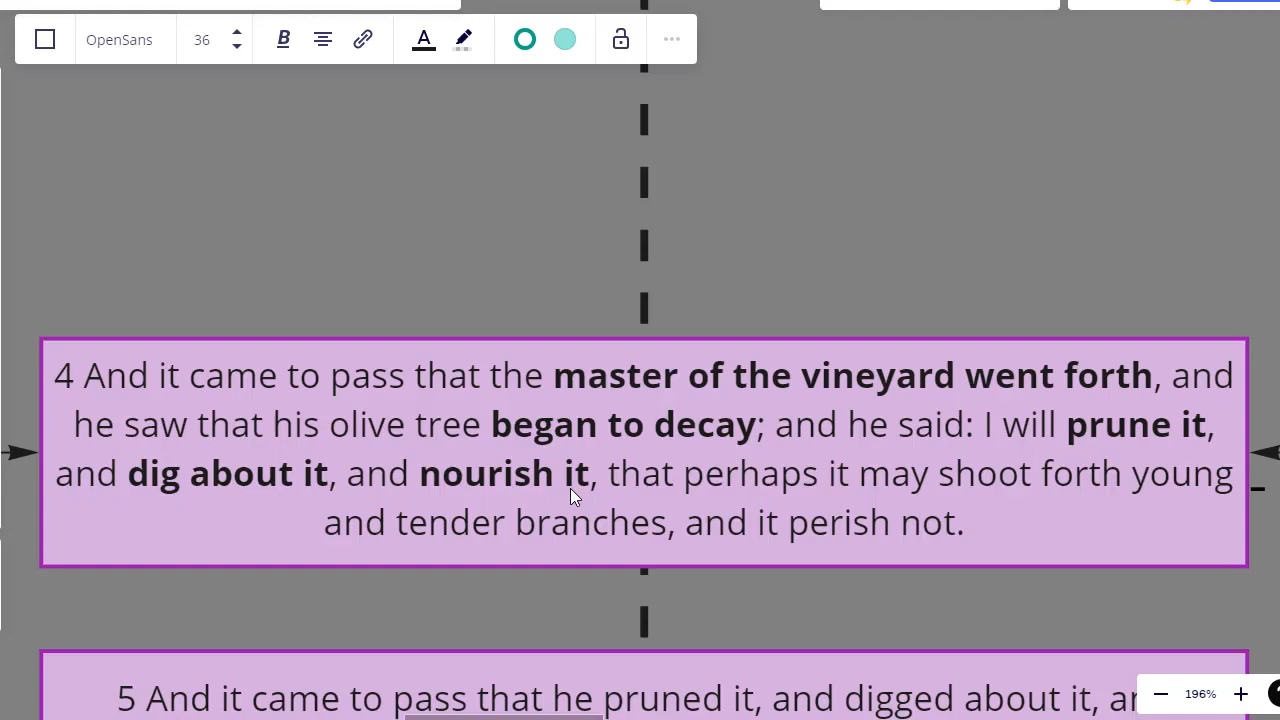 OpenSans 36 B A
4 And it came to pass that the master of the vineyard went forth, and
he saw that his olive tree began to decay; and he said: I will prune it,
and dig about it, and nourish it, that perhaps it may shoot forth young
and tender branches, and it perish not.
5 And it came to pass that he pruned it, and digged about it,
196%